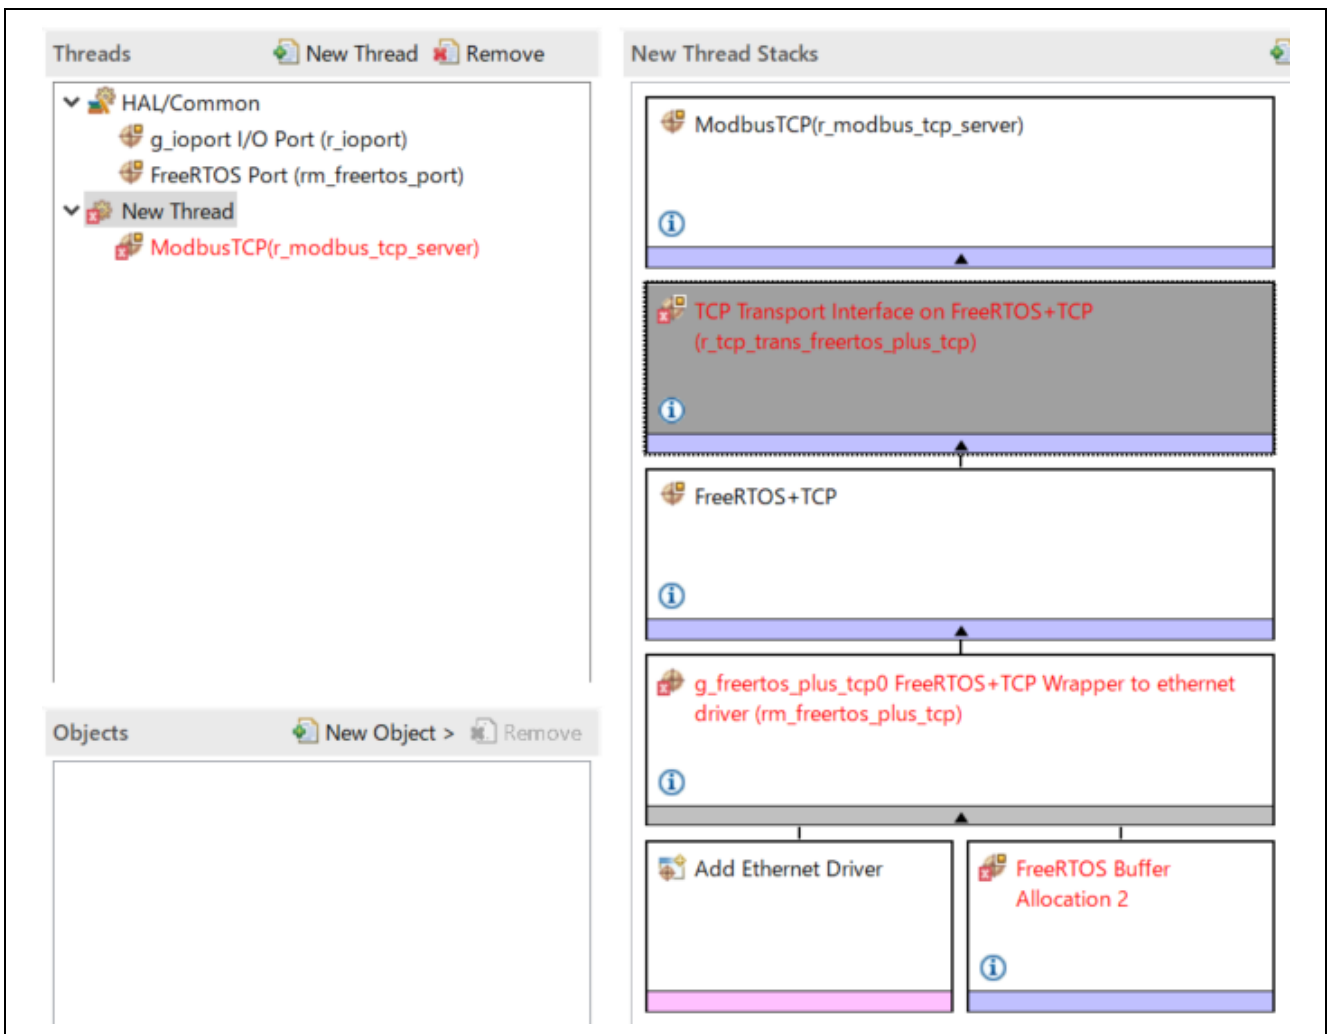 Threads
New Thread
Remove
HAL/Common
g_ioport I/O Port (r_ioport)
FreeRTOS Port (rm_freertos_port)
New Thread
ModbusTCP(r_modbus_tcp_server)
Objects
New Object >
Remove
New Thread Stacks
ModbusTCP(r_modbus_tcp_server)
TCP Transport Interface on FreeRTOS+TCP
(r_tcp_trans_freertos_plus_tcp)
FreeRTOS+TCP
g_freertos_plus_tcp0 FreeRTOS+TCP Wrapper to ethernet
driver (rm_freertos_plus_tcp)
Add Ethernet Driver
FreeRTOS Buffer
Allocation 2